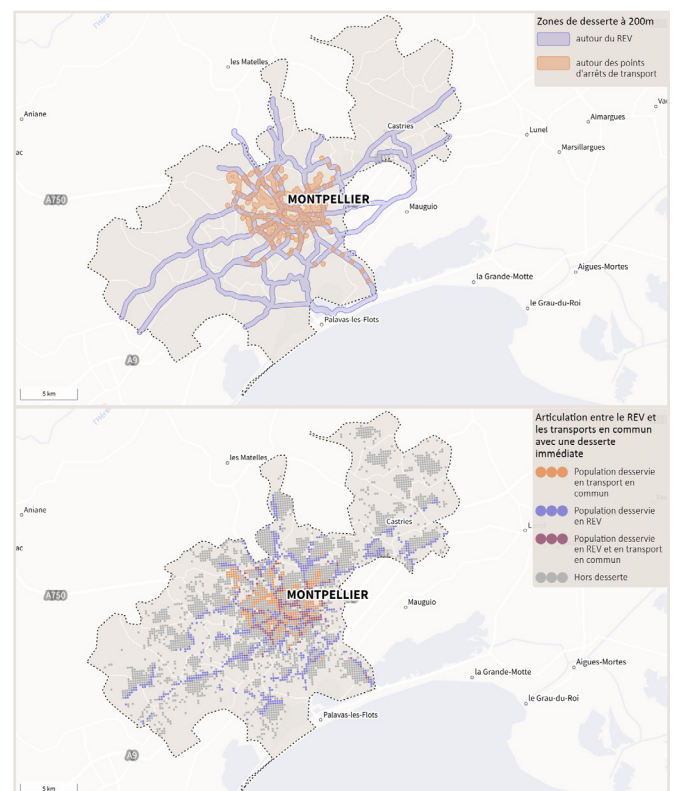 Zones de desserte à 200m
autour du REV
autour des points
d'arrêts de transport
les Matelles
Aniane
Castries
Lunel
Aimargues
Marsillargues
ac
A750
MONTPELLIER
Mauguio
la Grande-Motte
Aigues-Mortes
le Grau-du-Roi
Palavas-les-Flots
A9
5 km
Articulation entre le REV et
les transports en commun
avec une desserte
immédiate
Population desservie
en transport en
commun
Population desservie
en REV
Population desservie
en REV et en transport
en commun
Hors desserte
les Matelles
Aniane
Castries
ac
A750
MONTPELLIER
Mauguio
la Grande-Motte
Aigues-Mortes
le Grau-du-Roi
Palavas-les-Flots
A9
5 km